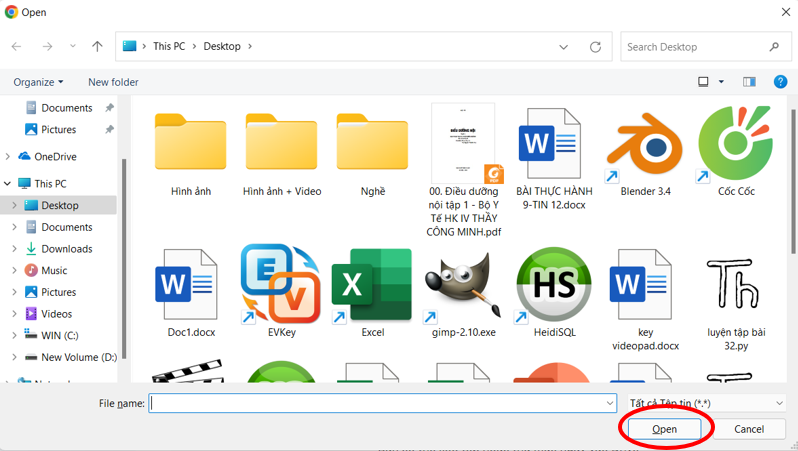 Open
This PC
Desktop
Search Desktop
Organize
New folder
Documents
Pictures
OneDrive
This PC
Desktop
Documents
Downloads
Music
Pictures
Videos
WIN (C:)
New Volume (D:)
Hình ảnh
Hình ảnh + Video
Nghề
00. Điều dưỡng
nội tập 1 - Bộ Y
Tế HK IV THẦY
CÔNG MINH.pdf
BÀI THỰC HÀNH
9-TIN 12.docx
Blender 3.4
Cốc Cốc
Doc1.docx
EVKey
Excel
gimp-2.10.exe
HS
HeidiSQL
key
videopad.docx
luyện tập bài
32.py
File name:
Tất cả Tệp tin (*.*)
Open
Cancel